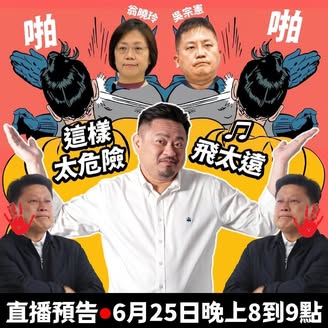 啪
翁曉玲
吳宗憲
啪
這樣
太危險
飛太遠
直播預告●6月25日晚上8到9點